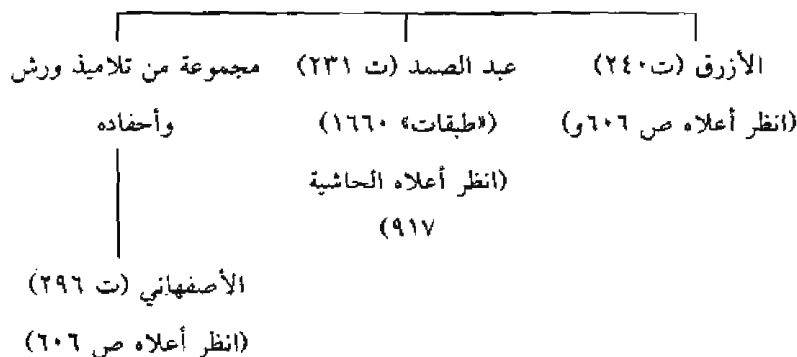 الأزرق (ت٢٤٠)
(انظر أعلاه ص ٦٠٦و)
عبد الصمد (ت ٢٣١)
(«طبقات» ١٦٦٠)
(انظر أعلاه الحاشية
٩١٧)
مجموعة من تلاميذ ورش
وأحفاده
الأصفهاني (ت ٢٩٦)
(انظر أعلاه ص ٦٠٦)